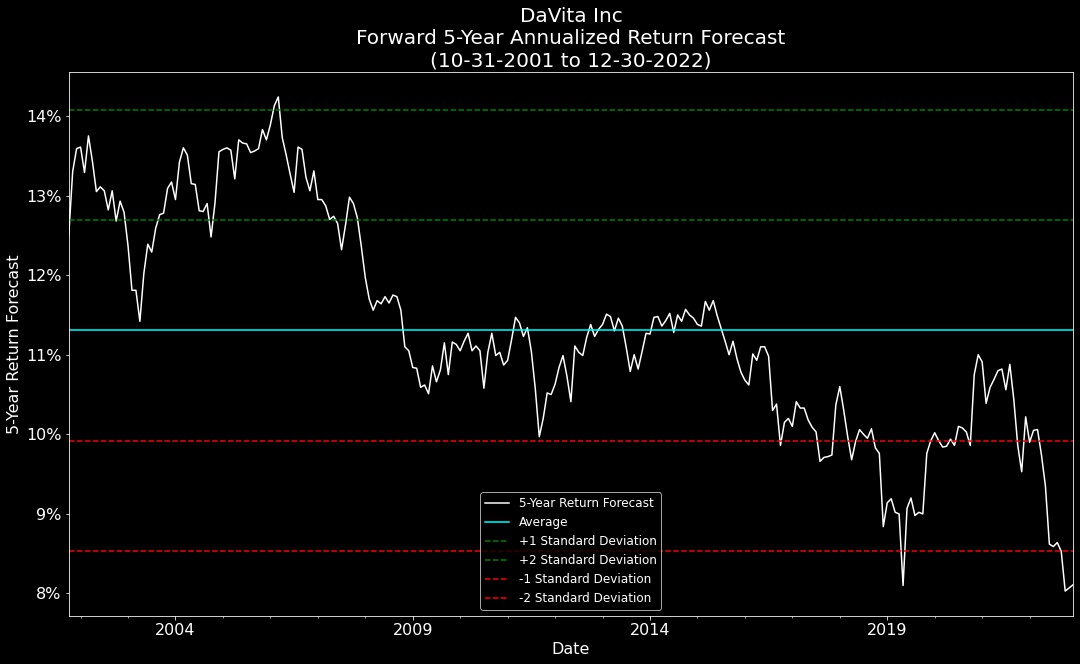 DaVita Inc
Forward 5-Year Annualized Return Forecast
(10-31-2001 to 12-30-2022)
14%
13%
12%
11%
10%
9%
8%
5-Year Return Forecast
5-Year Return Forecast
Average
+1 Standard Deviation
+2 Standard Deviation
-1 Standard Deviation
-2 Standard Deviation
2004
2009
2014
2019
Date